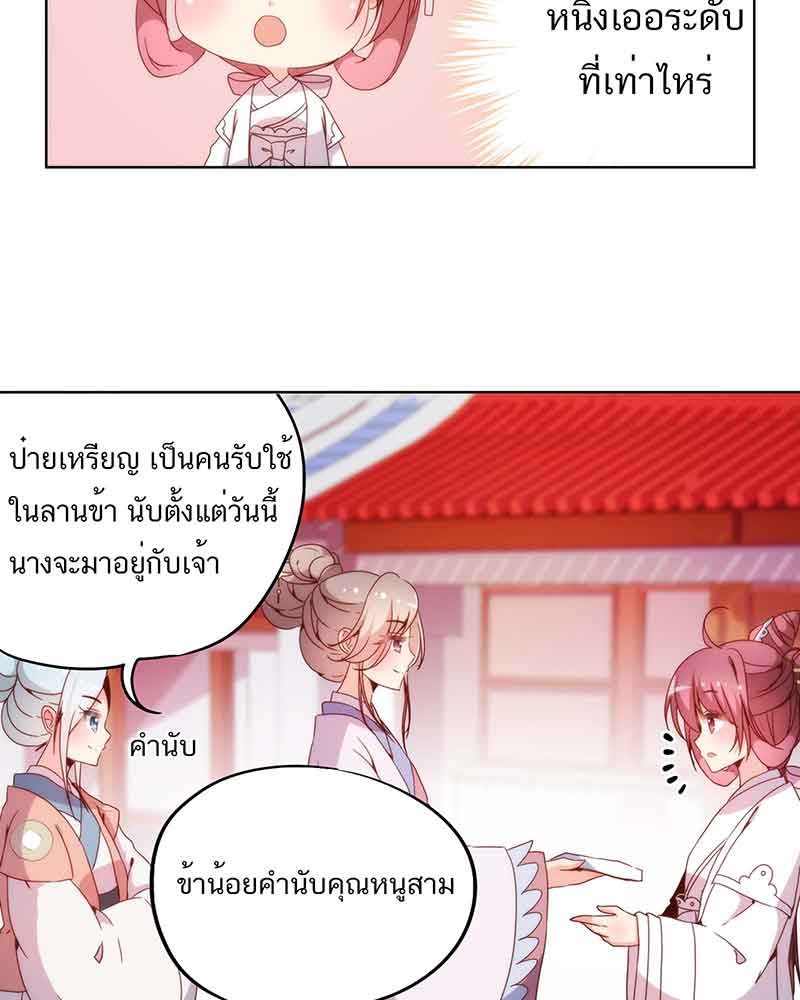 หนิงเออระดับ
ที่เท่าไหร่
ป๋ายเหรียญ เป็นคนรับใช้
ในลานข้า นับตั้งแต่วันนี้
นางจะมาอยู่กับเจ้า
คำนับ
ข้าน้อยคำนับคุณหนูสาม